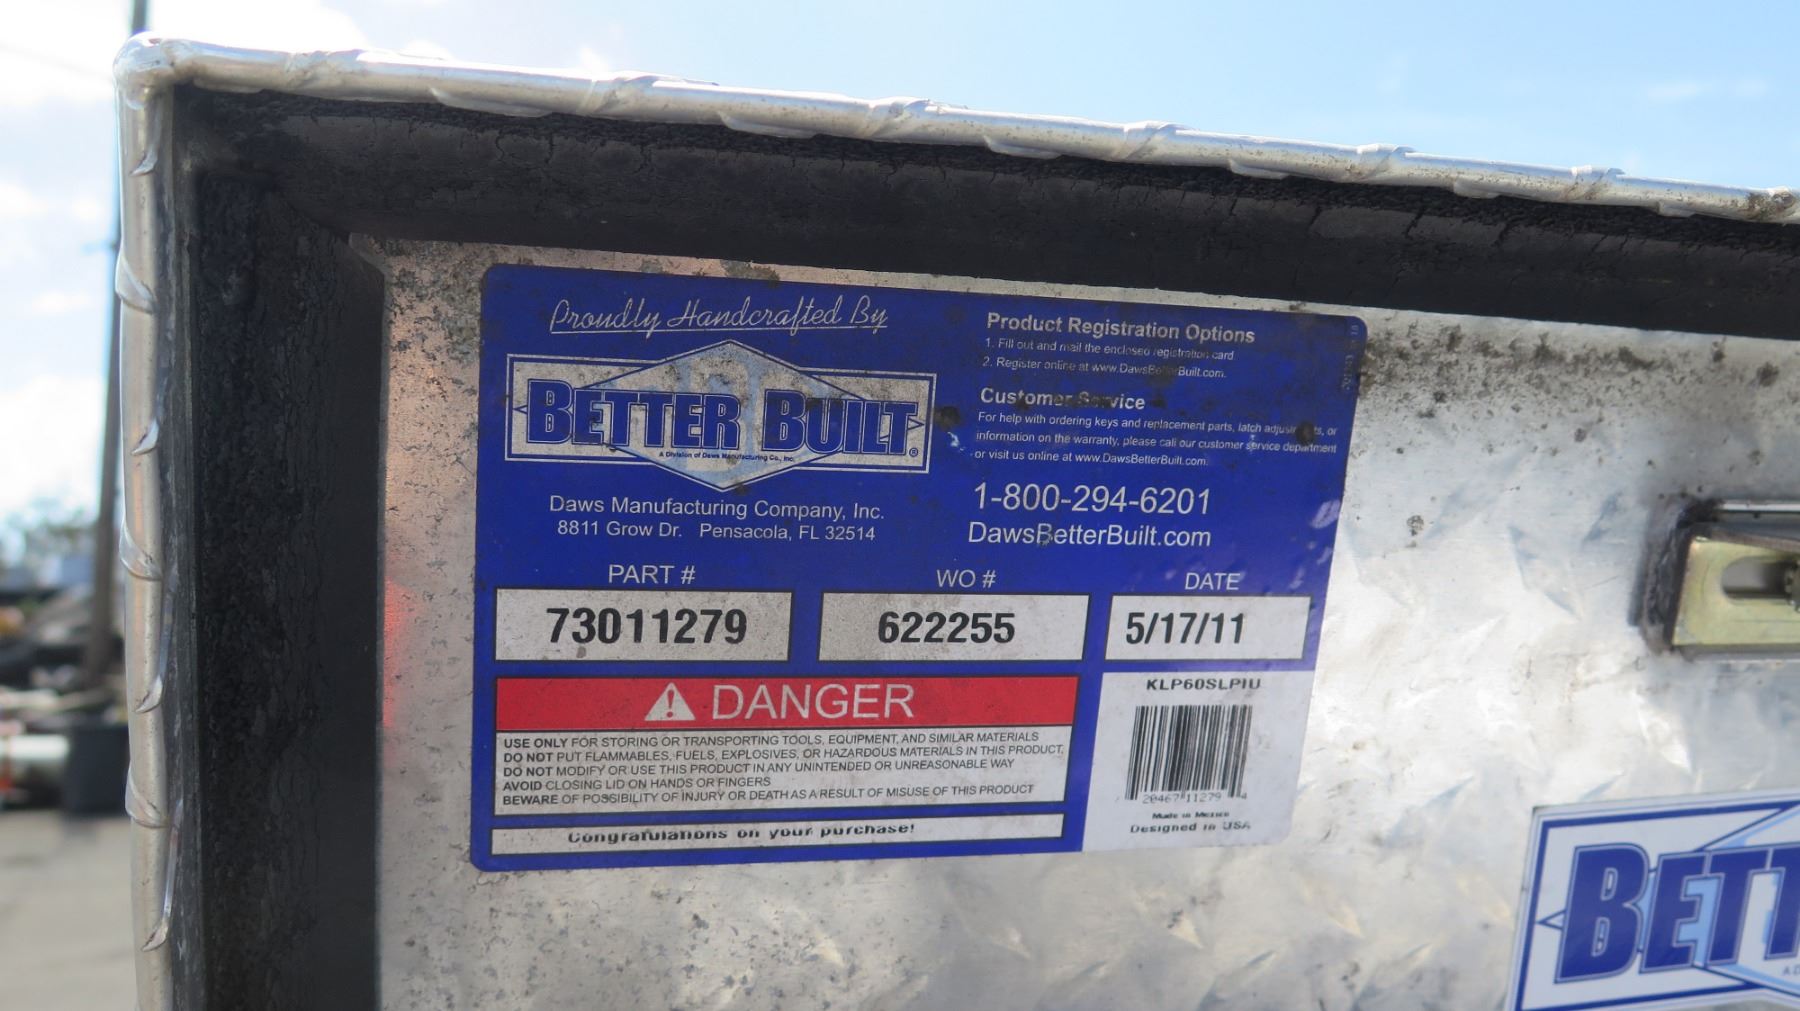 Proudly Handcrafted By
BETTER BUILT®
A Division of Daws Manufacturing Co., Inc.
Daws Manufacturing Company, Inc.
8811 Grow Dr. Pensacola, FL 32514
Product Registration Options
1. Fill out and mail the enclosed registration card
2. Register online at www.DawsBetterBuilt.com.
Customer Service
For help with ordering keys and replacement parts, latch adjustments, or
information on the warranty, please call our customer service department
or visit us online at www.DawsBetterBuilt.com.
1-800-294-6201
DawsBetterBuilt.com
PART # WO # DATE
73011279 622255 5/17/11
DANGER
USE ONLY FOR STORING OR TRANSPORTING TOOLS, EQUIPMENT, AND SIMILAR MATERIALS
DO NOT PUT FLAMMABLES, FUELS, EXPLOSIVES, OR HAZARDOUS MATERIALS IN THIS PRODUCT,
DO NOT MODIFY OR USE THIS PRODUCT IN ANY UNINTENDED OR UNREASONABLE WAY
AVOID CLOSING LID ON HANDS OR FINGERS
BEWARE OF POSSIBILITY OF INJURY OR DEATH AS A RESULT OF MISUSE OF THIS PRODUCT
Congratulations on your purchase!
KLP60SLPIU
20467 11279 4
Made in Mexico
Designed in USA
BETT